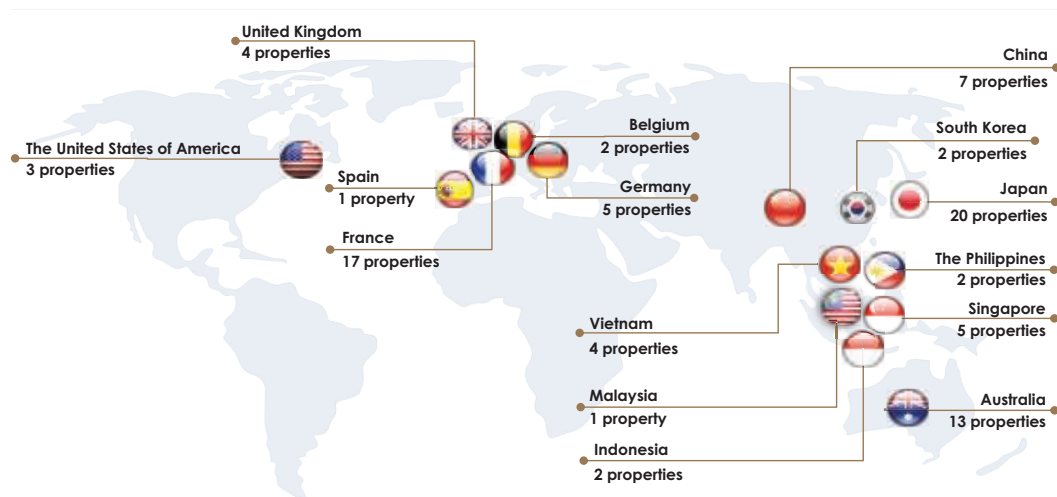 United Kingdom
4 properties
China
7 properties
The United States of America
3 properties
Belgium
2 properties
South Korea
2 properties
Spain
1 property
Germany
5 properties
Japan
20 properties
France
17 properties
The Philippines
2 properties
Vietnam
4 properties
Singapore
5 properties
Malaysia
1 property
Australia
13 properties
Indonesia
2 properties